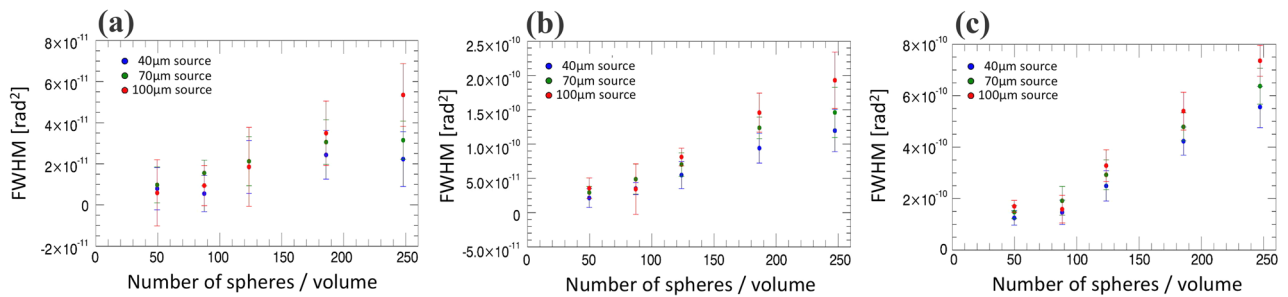 (a)
8×10⁻¹¹
6×10⁻¹¹
4×10⁻¹¹
2×10⁻¹¹
0
-2×10⁻¹¹
FWHM [rad²]
40μm source
70μm source
100μm source
0 50 100 150 200 250
Number of spheres / volume
(b)
2.5×10⁻¹⁰
2.0×10⁻¹⁰
1.5×10⁻¹⁰
1.0×10⁻¹⁰
5.0×10⁻¹¹
0
-5.0×10⁻¹¹
FWHM [rad²]
40μm source
70μm source
100μm source
0 50 100 150 200 250
Number of spheres / volume
(c)
8×10⁻¹⁰
6×10⁻¹⁰
4×10⁻¹⁰
2×10⁻¹⁰
0
FWHM [rad²]
40μm source
70μm source
100μm source
0 50 100 150 200 250
Number of spheres / volume